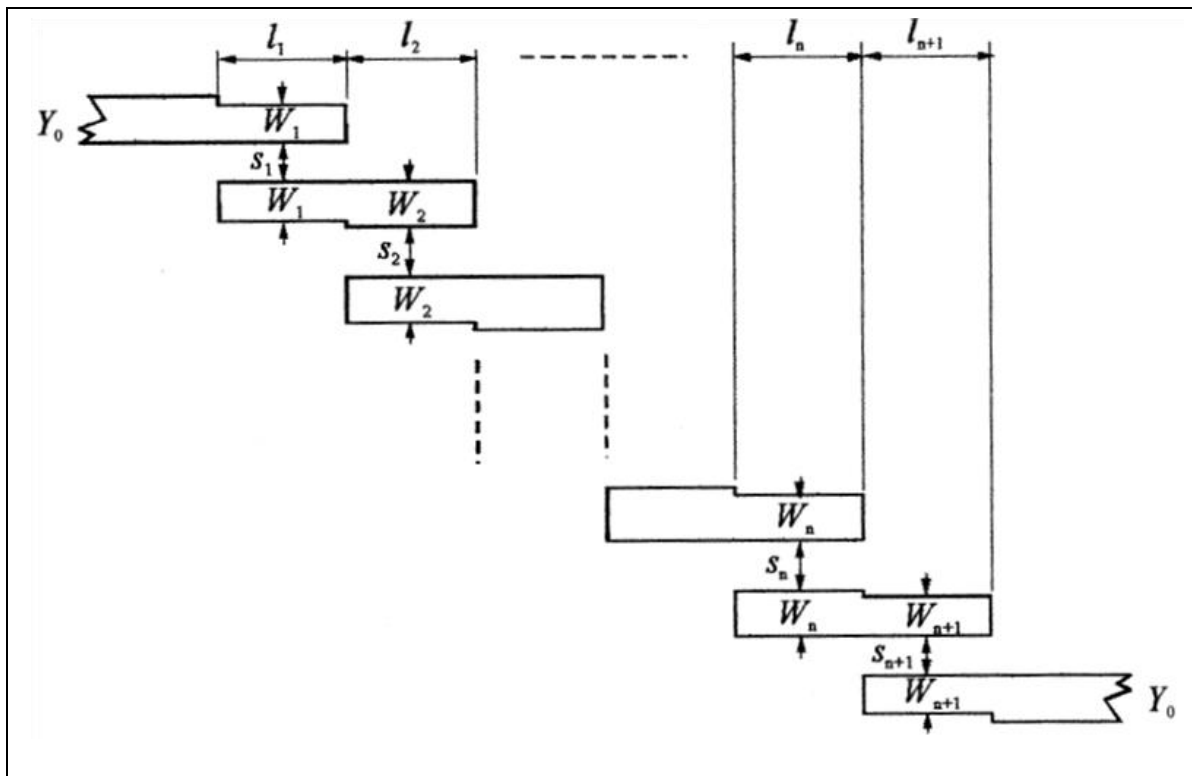 l₁ l₂ lₙ lₙ₊₁
Y₀ W₁
s₁
W₁ W₂
s₂
W₂
Wₙ
sₙ
Wₙ Wₙ₊₁
sₙ₊₁
Wₙ₊₁ Y₀